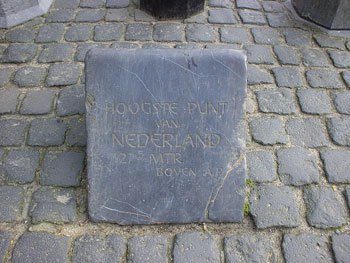 HOOGSTE PUNT
VAN
NEDERLAND
MTR.
BOVEN A.P.